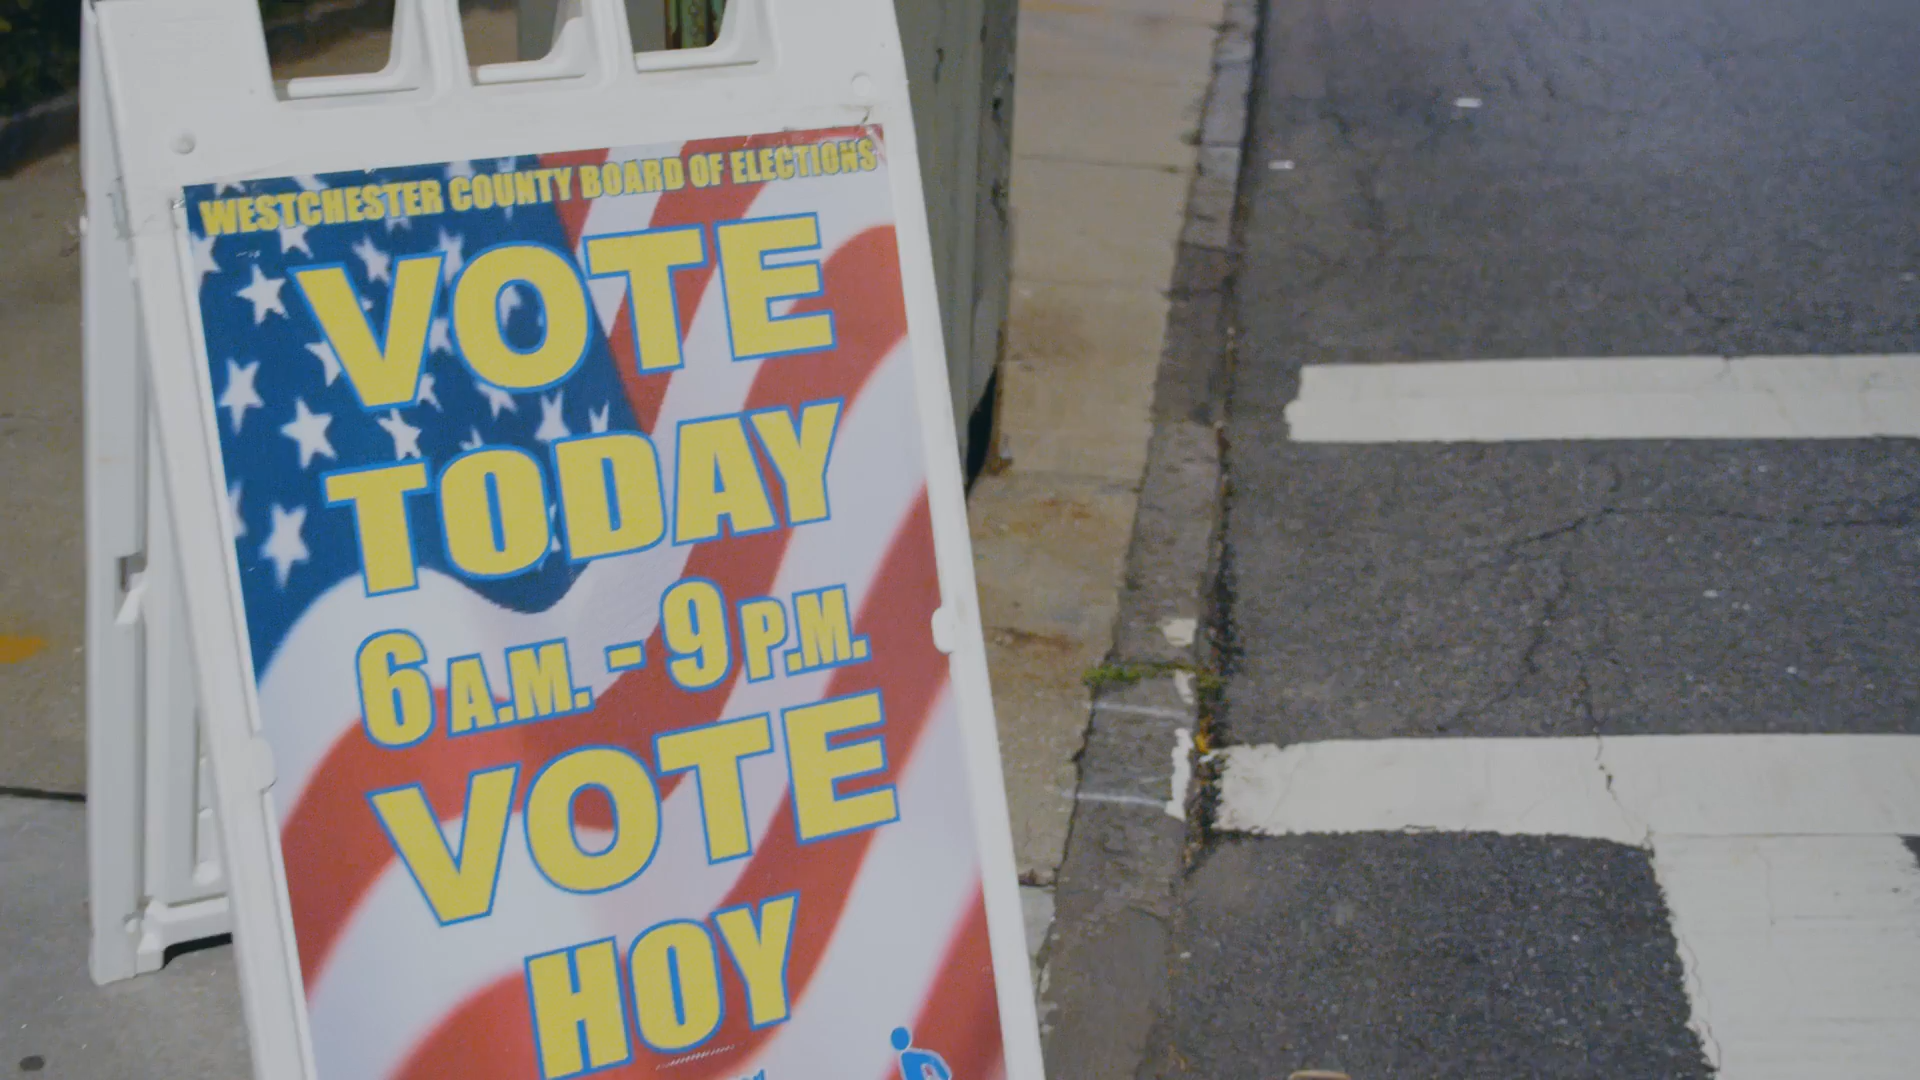 WESTCHESTER COUNTY BOARD OF ELECTIONS
VOTE
TODAY
6 A.M. - 9 P.M.
VOTE
HOY